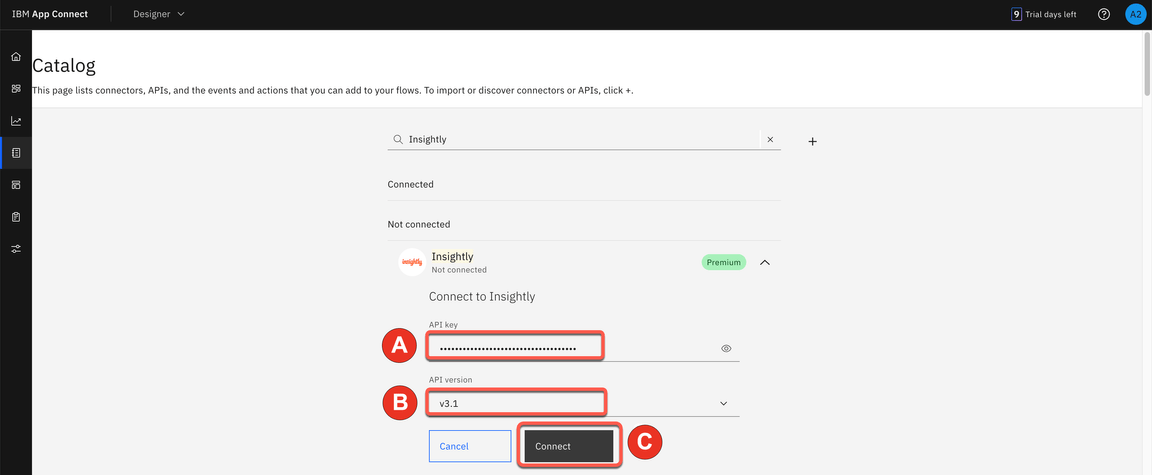 IBM App Connect
Designer
9 Trial days left
A2
Catalog
This page lists connectors, APIs, and the events and actions that you can add to your flows. To import or discover connectors or APIs, click +.
Insightly
Connected
Not connected
insightly
Insightly
Not connected
Premium
Connect to Insightly
API key
A
••••••••••••••••••••••••••••••••••••
API version
B
v3.1
Cancel
Connect
C